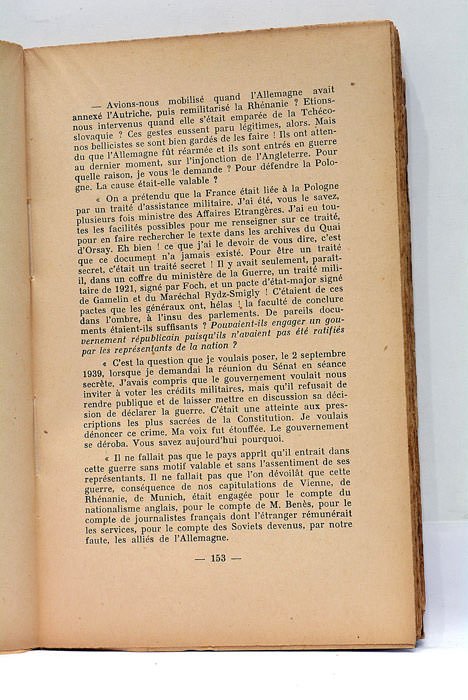 — Avions-nous mobilisé quand l'Allemagne avait
annexé l'Autriche, puis remilitarisé la Rhénanie ? Etions-
nous intervenus quand elle s'était emparée de la Tchéco-
slovaquie ? Ces gestes eussent paru légitimes, alors. Mais
nos bellicistes se sont bien gardés de les faire ! Ils ont atten-
du que l'Allemagne fût réarmée et ils sont entrés en guerre
au dernier moment, sur l'injonction de l'Angleterre. Pour
quelle raison, je vous le demande ? Pour défendre la Polo-
gne. La cause était-elle valable ?
« On a prétendu que la France était liée à la Pologne
par un traité d'assistance militaire. J'ai été, vous le savez,
plusieurs fois ministre des Affaires Etrangères. J'ai eu tou-
tes les facilités possibles pour me renseigner sur ce traité,
pour en faire rechercher le texte dans les archives du Quai
d'Orsay. Eh bien ! ce que j'ai le devoir de vous dire, c'est
que ce document n'a jamais existé. Pour être un traité
secret, c'était un traité secret ! Il y avait seulement, paraît-
il, dans un coffre du ministère de la Guerre, un traité mili-
taire de 1921, signé par Foch, et un pacte d'état-major signé
de Gamelin et du Maréchal Rydz-Smigly ! C'étaient de ces
pactes que les généraux ont, hélas !, la faculté de conclure
dans l'ombre, à l'insu des parlements. De pareils docu-
ments étaient-ils suffisants ? Pouvaient-ils engager un gou-
vernement républicain puisqu'ils n'avaient pas été ratifiés
par les représentants de la nation ?
« C'est la question que je voulais poser, le 2 septembre
1939, lorsque je demandai la réunion du Sénat en séance
secrète. J'avais compris que le gouvernement voulait nous
inviter à voter les crédits militaires, mais qu'il refusait de
rendre publique et de laisser mettre en discussion sa déci-
sion de déclarer la guerre. C'était une atteinte aux pres-
criptions les plus sacrées de la Constitution. Je voulais
dénoncer ce crime. Ma voix fut étouffée. Le gouvernement
se déroba. Vous savez aujourd'hui pourquoi.
« Il ne fallait pas que le pays apprît qu'il entrait dans
cette guerre sans motif valable et sans l'assentiment de ses
représentants. Il ne fallait pas que l'on dévoilât que cette
guerre, conséquence de nos capitulations de Vienne, de
Rhénanie, de Munich, était engagée pour le compte du
nationalisme anglais, pour le compte de M. Benès, pour le
compte de journalistes français dont l'étranger rémunérait
les services, pour le compte des Soviets devenus, par notre
faute, les alliés de l'Allemagne.
— 153 —